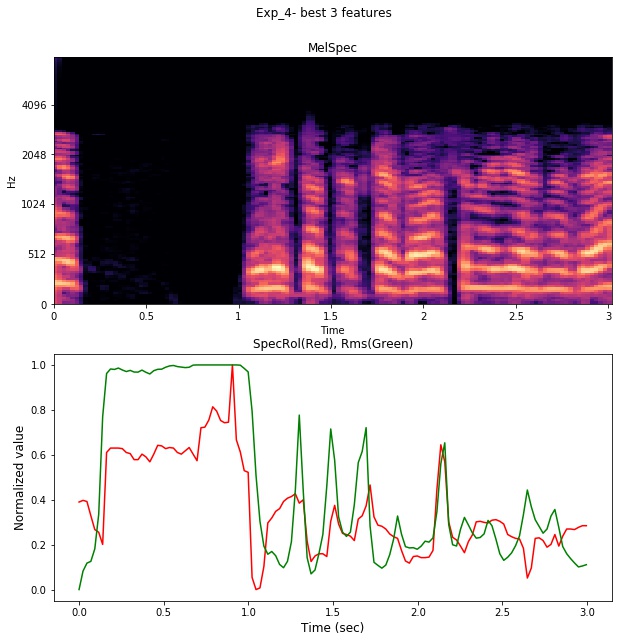 Exp_4- best 3 features
MelSpec
4096
2048
1024
512
0
Hz
0 0.5 1 1.5 2 2.5 3
Time
SpecRol(Red), Rms(Green)
1.0
0.8
0.6
0.4
0.2
0.0
Normalized value
0.0 0.5 1.0 1.5 2.0 2.5 3.0
Time (sec)